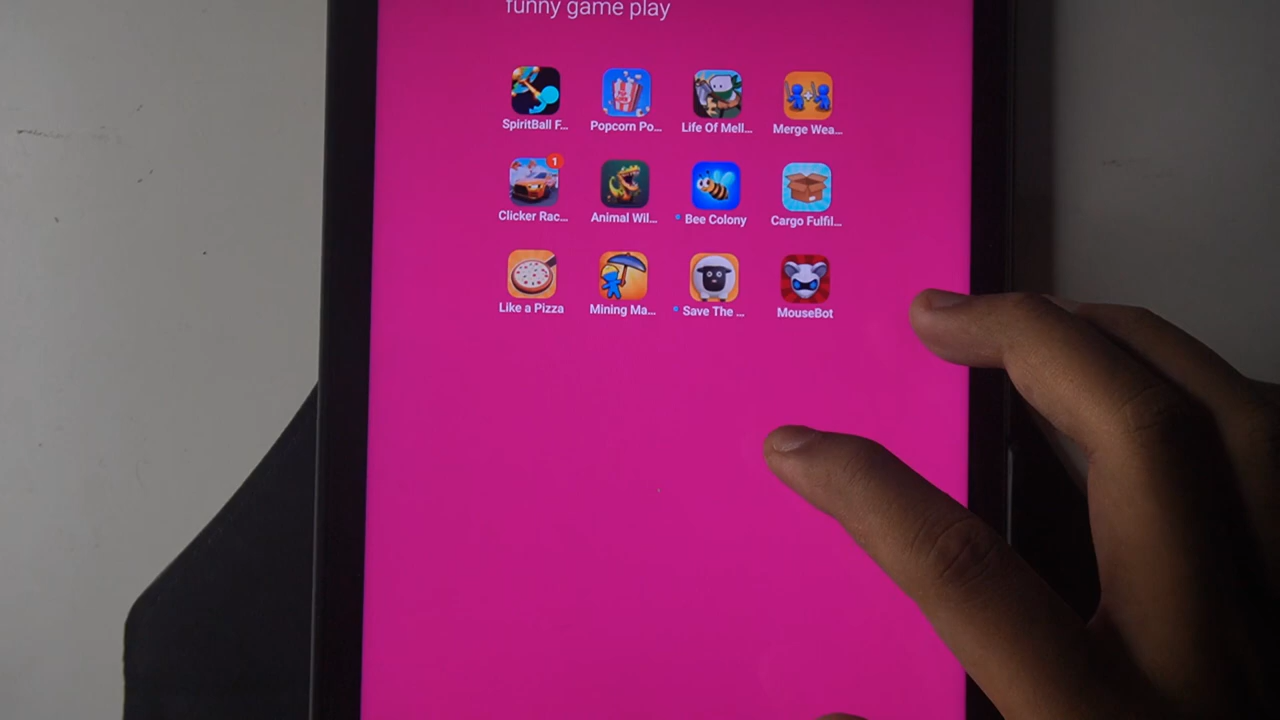 funny game play
SpiritBall F...
Popcorn Po...
Life Of Mell...
Merge Wea...
1
Clicker Rac...
Animal Wil...
Bee Colony
Cargo Fulfil...
Like a Pizza
Mining Ma...
Save The ...
MouseBot